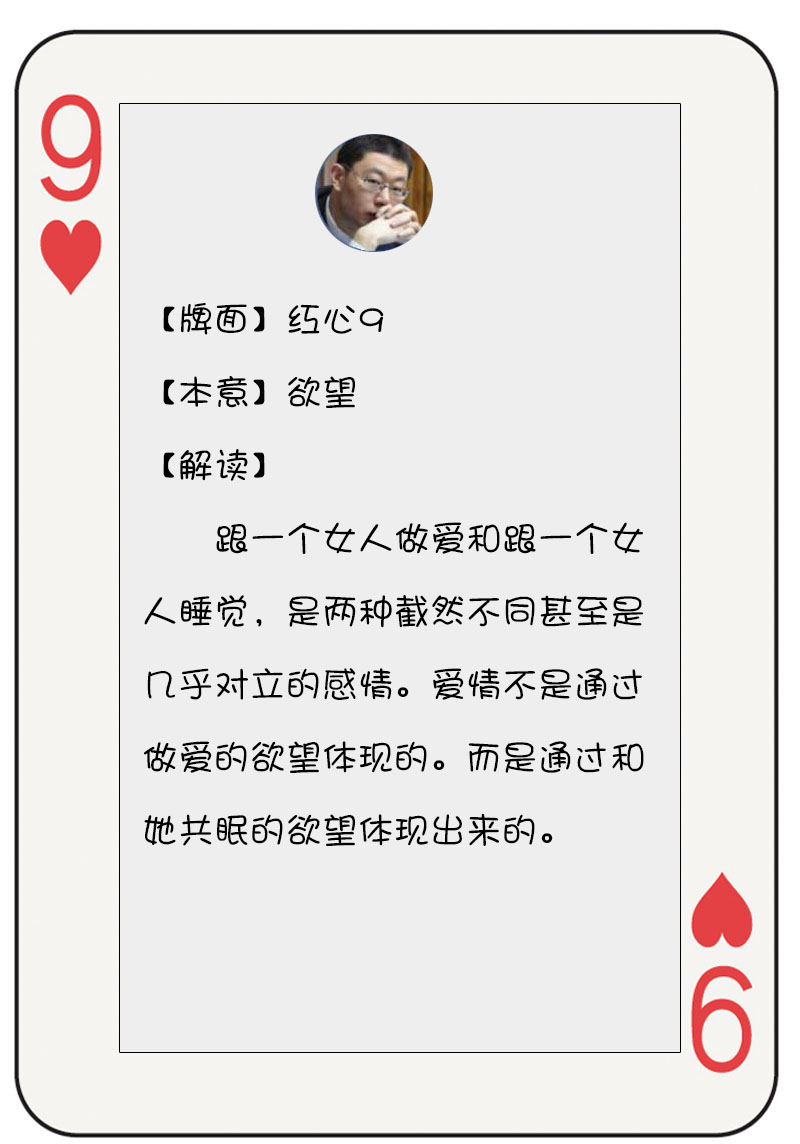 9
【牌面】红心9
【本意】欲望
【解读】
跟一个女人做爱和跟一个女
人睡觉，是两种截然不同甚至是
几乎对立的感情。爱情不是通过
做爱的欲望体现的。而是通过和
她共眠的欲望体现出来的。
9